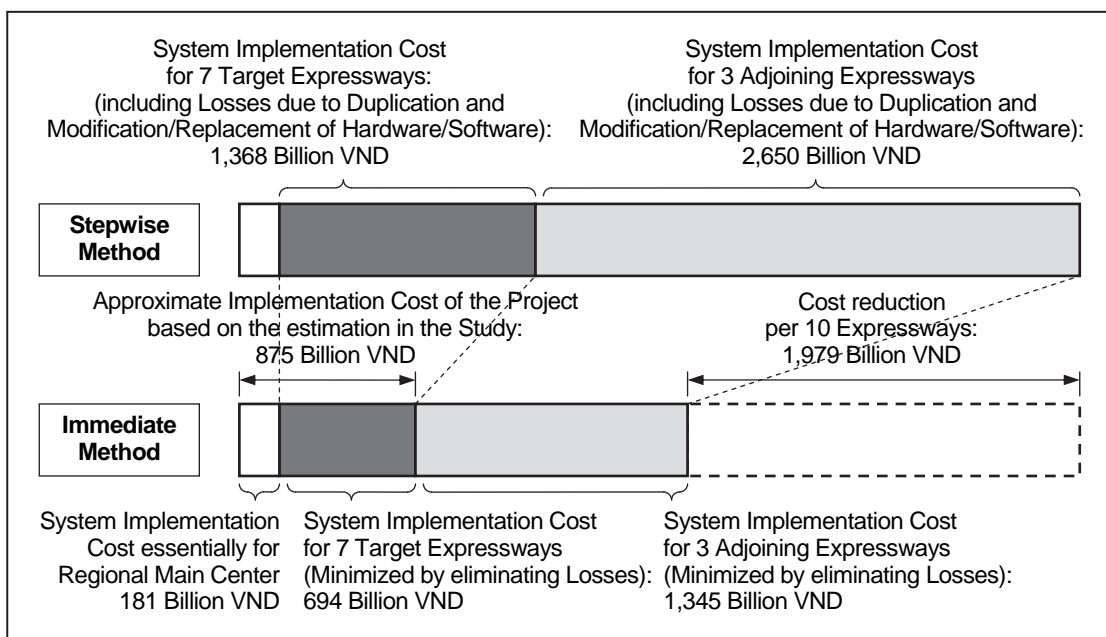 System Implementation Cost
for 7 Target Expressways:
(including Losses due to Duplication and
Modification/Replacement of Hardware/Software):
1,368 Billion VND
System Implementation Cost
for 3 Adjoining Expressways
(including Losses due to Duplication and
Modification/Replacement of Hardware/Software):
2,650 Billion VND
Stepwise
Method
Approximate Implementation Cost of the Project
based on the estimation in the Study:
875 Billion VND
Cost reduction
per 10 Expressways:
1,979 Billion VND
Immediate
Method
System Implementation
Cost essentially for
Regional Main Center
181 Billion VND
System Implementation Cost
for 7 Target Expressways
(Minimized by eliminating Losses):
694 Billion VND
System Implementation Cost
for 3 Adjoining Expressways
(Minimized by eliminating Losses):
1,345 Billion VND